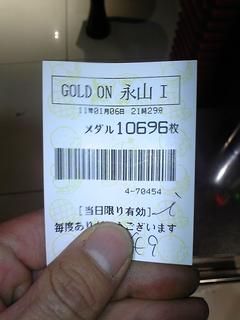 GOLD ON 永山 I
11年01月06日 21時29分
メダル10696枚
4-70454
[当日限り有効]
毎度ありがとうございます